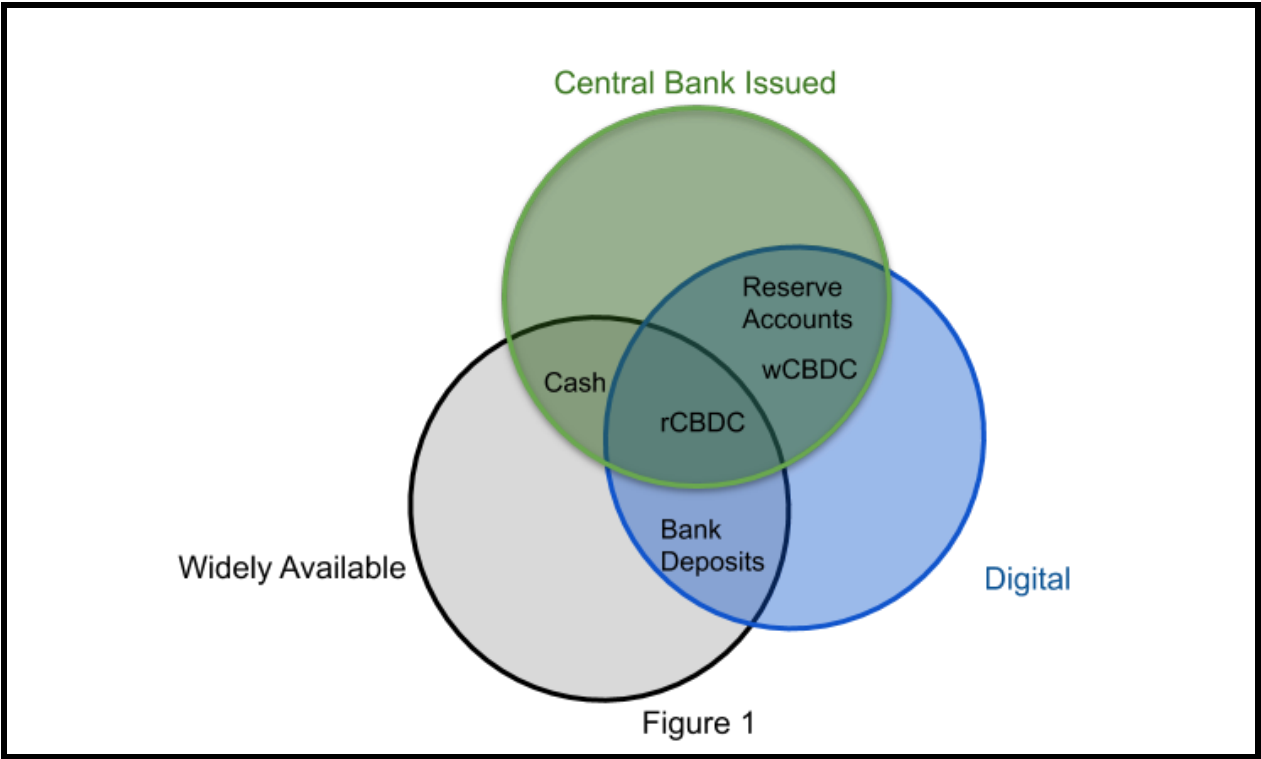 Central Bank Issued
Reserve
Accounts
wCBDC
Cash
rCBDC
Bank
Deposits
Widely Available
Digital
Figure 1